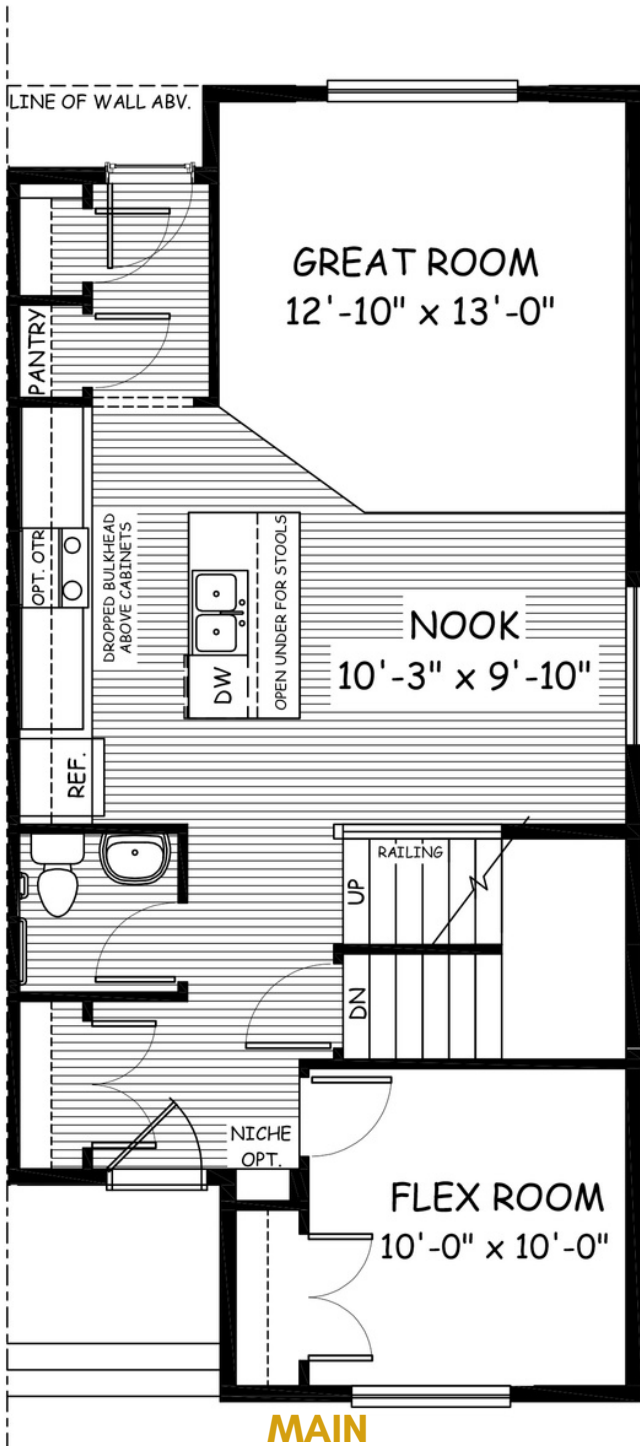 LINE OF WALL ABV.
GREAT ROOM
12'-10" x 13'-0"
PANTRY
OPT. OTR
DROPPED BULKHEAD
ABOVE CABINETS
OPEN UNDER FOR STOOLS
DW
NOOK
10'-3" x 9'-10"
REF.
RAILING
UP
DN
NICHE
OPT.
FLEX ROOM
10'-0" x 10'-0"
MAIN